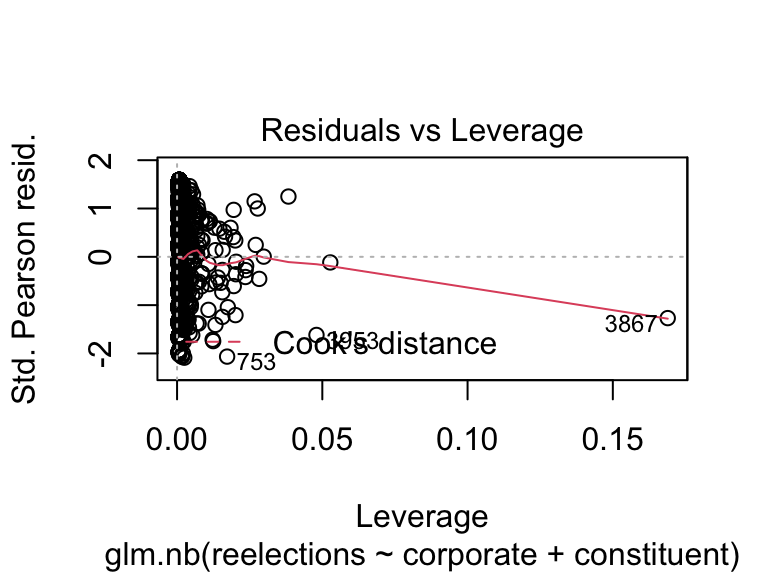 Residuals vs Leverage
Std. Pearson resid.
2
1
0
-2
3867
3953
Cook's distance
753
0.00 0.05 0.10 0.15
Leverage
glm.nb(reelections ~ corporate + constituent)